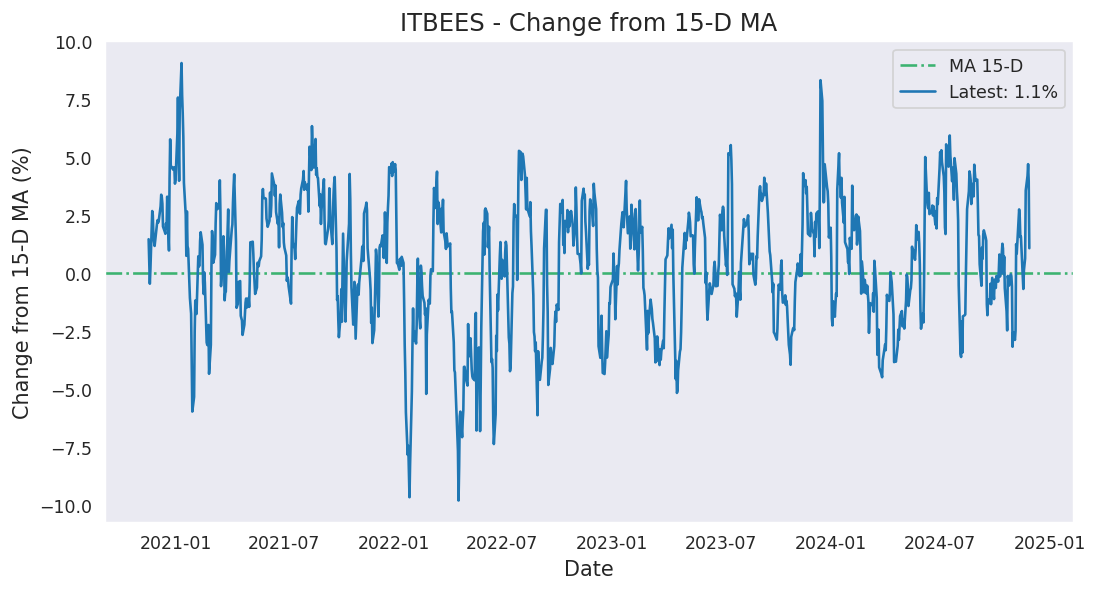 ITBEES - Change from 15-D MA
10.0
7.5
5.0
2.5
0.0
−2.5
−5.0
−7.5
−10.0
Change from 15-D MA (%)
MA 15-D
Latest: 1.1%
2021-01 2021-07 2022-01 2022-07 2023-01 2023-07 2024-01 2024-07 2025-01
Date